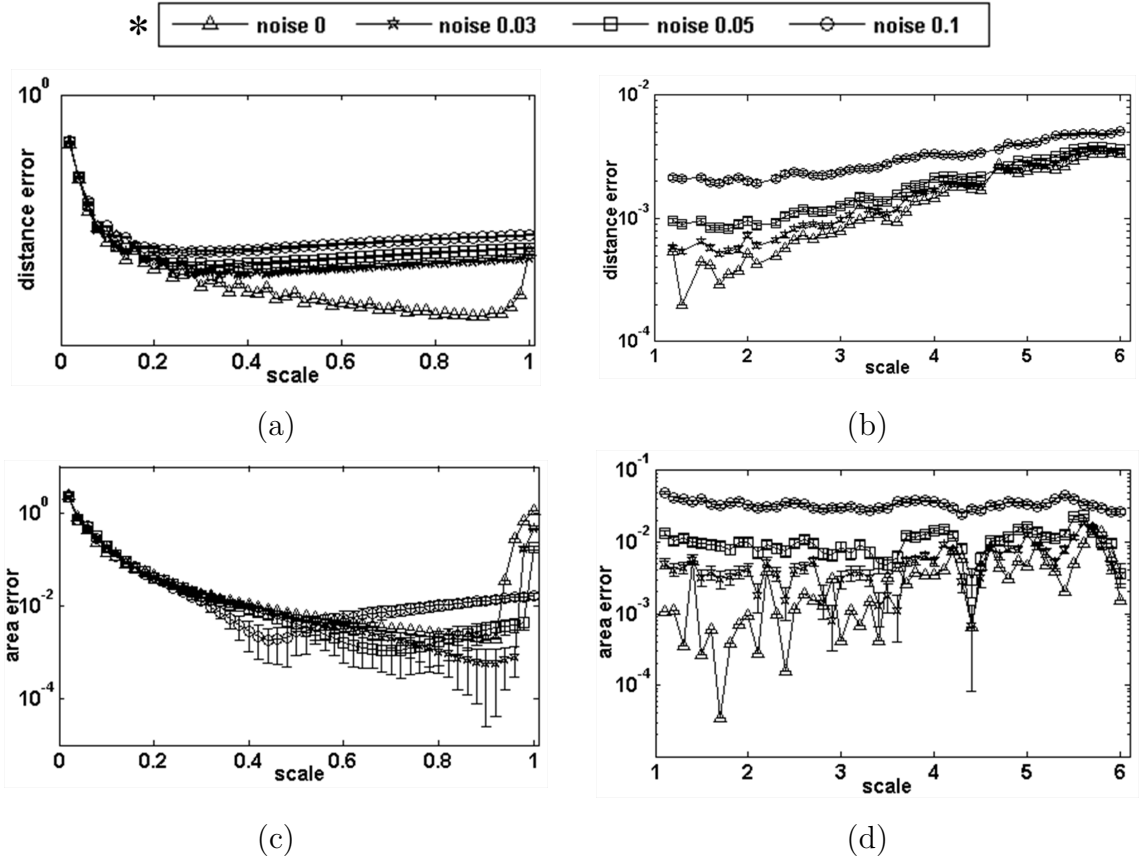 * noise 0 noise 0.03 noise 0.05 noise 0.1
10^0
distance error
0 0.2 0.4 0.6 0.8 1
scale
(a)
10^-2
10^-3
10^-4
distance error
1 2 3 4 5 6
scale
(b)
10^0
10^-2
10^-4
area error
0 0.2 0.4 0.6 0.8 1
scale
(c)
10^-1
10^-2
10^-3
10^-4
area error
1 2 3 4 5 6
scale
(d)